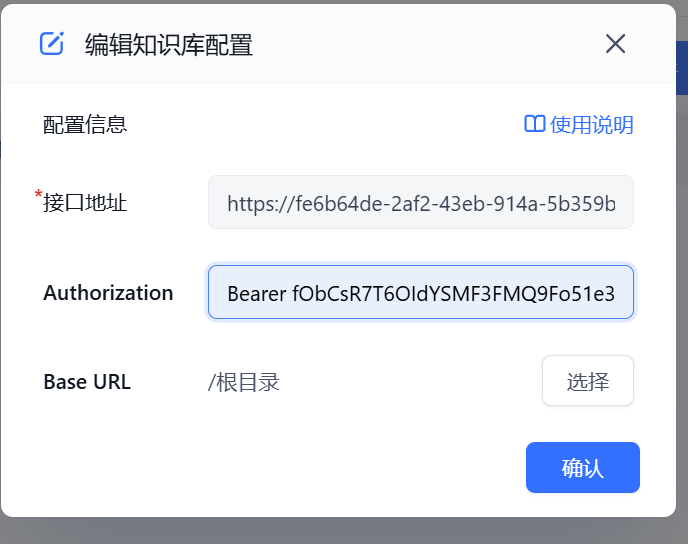 编辑知识库配置
配置信息
使用说明
*接口地址 https://fe6b64de-2af2-43eb-914a-5b359b
Authorization Bearer fObCsR7T6OIdYSMF3FMQ9Fo51e3
Base URL /根目录 选择
确认